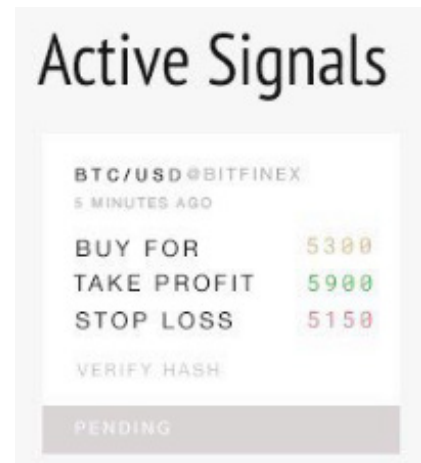 Active Signals
BTC/USD@BITFINEX
5 MINUTES AGO
BUY FOR 5300
TAKE PROFIT 5900
STOP LOSS 5150
VERIFY HASH
PENDING